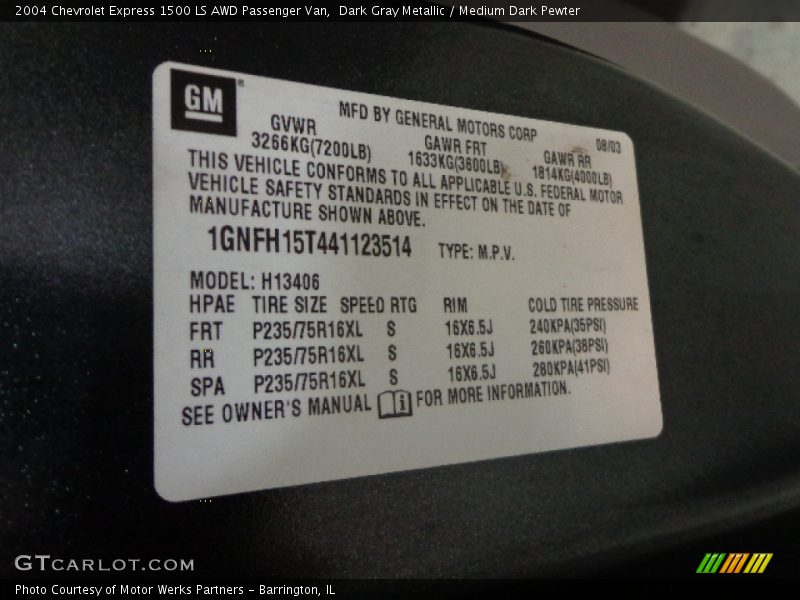 2004 Chevrolet Express 1500 LS AWD Passenger Van, Dark Gray Metallic / Medium Dark Pewter
GM®
MFD BY GENERAL MOTORS CORP
08/03
GVWR GAWR FRT GAWR RR
3266KG(7200LB) 1633KG(3600LB) 1814KG(4000LB)
THIS VEHICLE CONFORMS TO ALL APPLICABLE U.S. FEDERAL MOTOR
VEHICLE SAFETY STANDARDS IN EFFECT ON THE DATE OF
MANUFACTURE SHOWN ABOVE.
1GNFH15T441123514 TYPE: M.P.V.
MODEL: H13406
HPAE TIRE SIZE SPEED RTG RIM COLD TIRE PRESSURE
FRT P235/75R16XL S 16X6.5J 240KPA(35PSI)
RR P235/75R16XL S 16X6.5J 260KPA(38PSI)
SPA P235/75R16XL S 16X6.5J 280KPA(41PSI)
SEE OWNER'S MANUAL i FOR MORE INFORMATION.
GTCARLOT.COM
Photo Courtesy of Motor Werks Partners - Barrington, IL